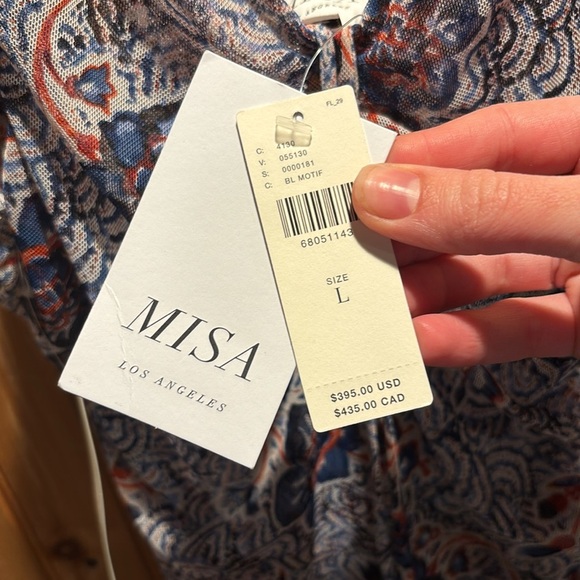 FL_29
C: 4130
V: 055130
S: 0000181
C: BL MOTIF
68051143
SIZE
L
$395.00 USD
$435.00 CAD
MISA
LOS ANGELES